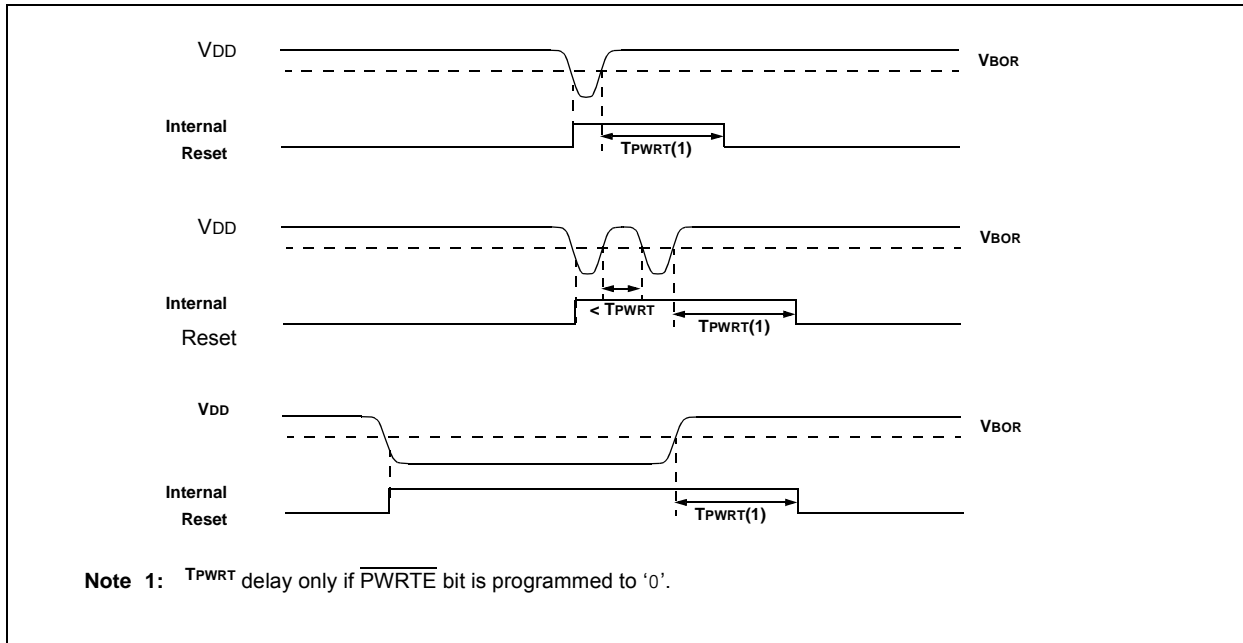 VDD
VBOR
Internal
Reset
TPWRT(1)
VDD
VBOR
Internal
Reset
< TPWRT
TPWRT(1)
VDD
VBOR
Internal
Reset
TPWRT(1)
Note 1: TPWRT delay only if PWRTE bit is programmed to ‘0’.